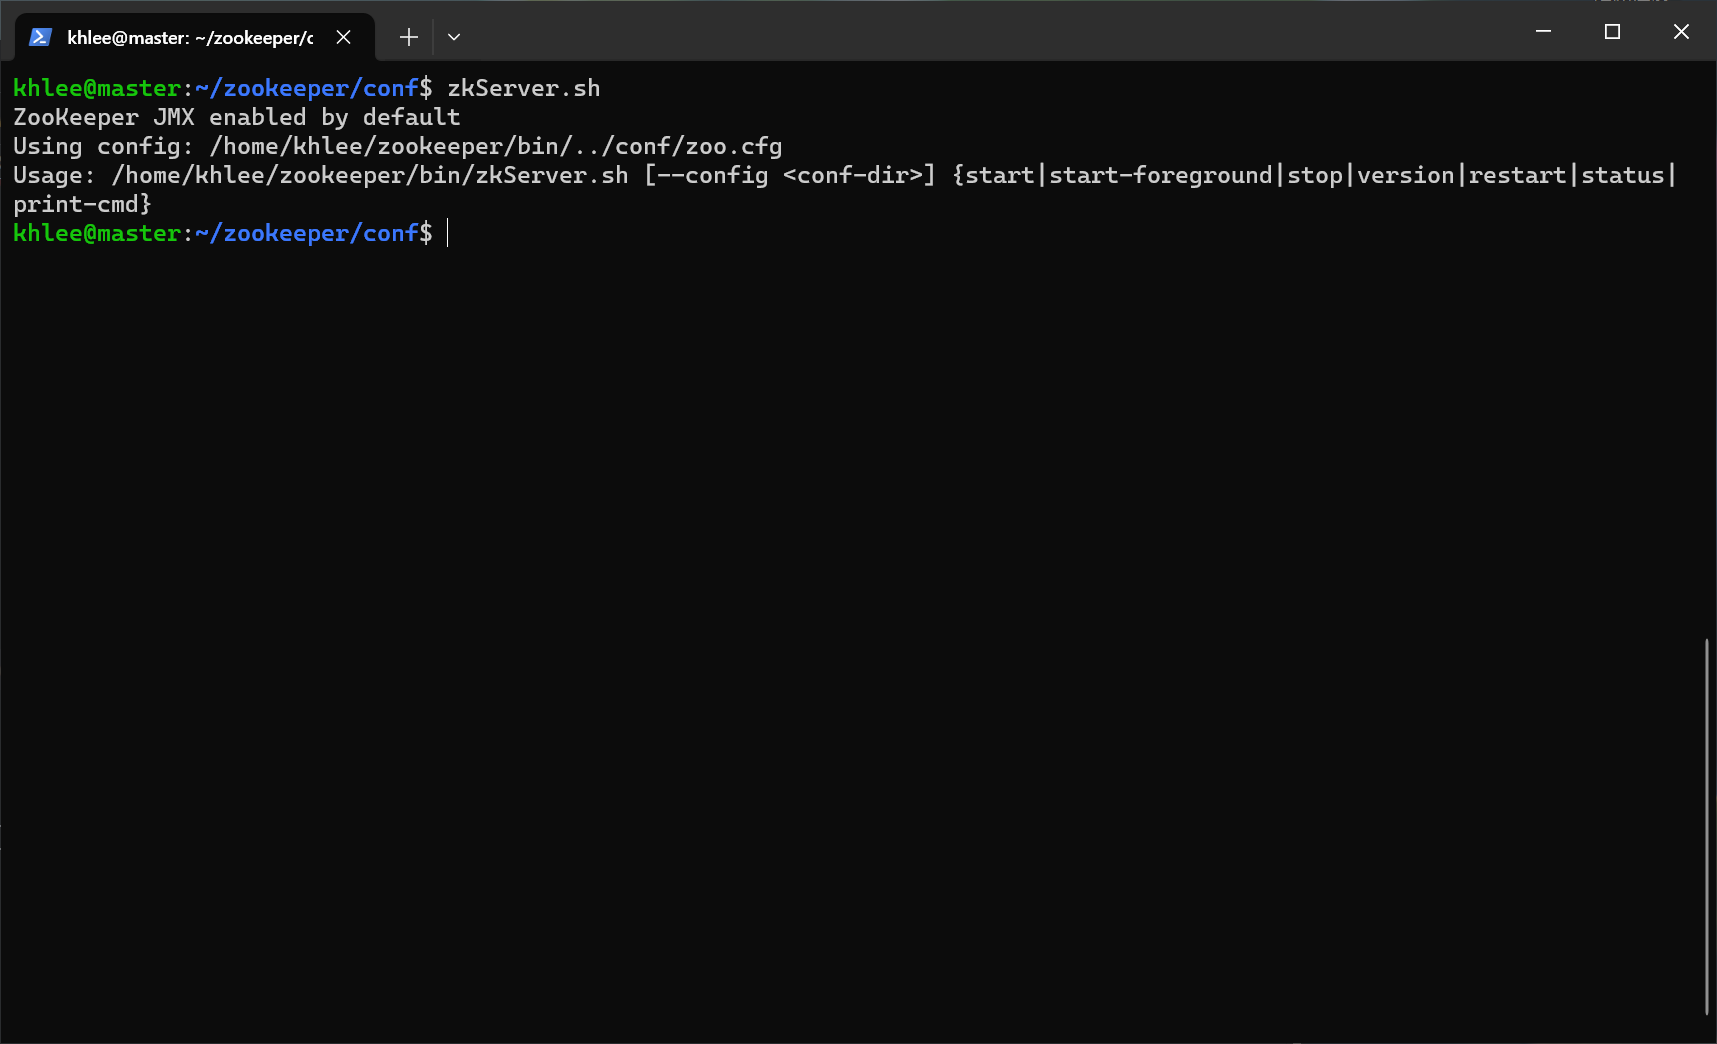 khlee@master: ~/zookeeper/c
khlee@master:~/zookeeper/conf$ zkServer.sh
ZooKeeper JMX enabled by default
Using config: /home/khlee/zookeeper/bin/../conf/zoo.cfg
Usage: /home/khlee/zookeeper/bin/zkServer.sh [--config <conf-dir>] {start|start-foreground|stop|version|restart|status|
print-cmd}
khlee@master:~/zookeeper/conf$